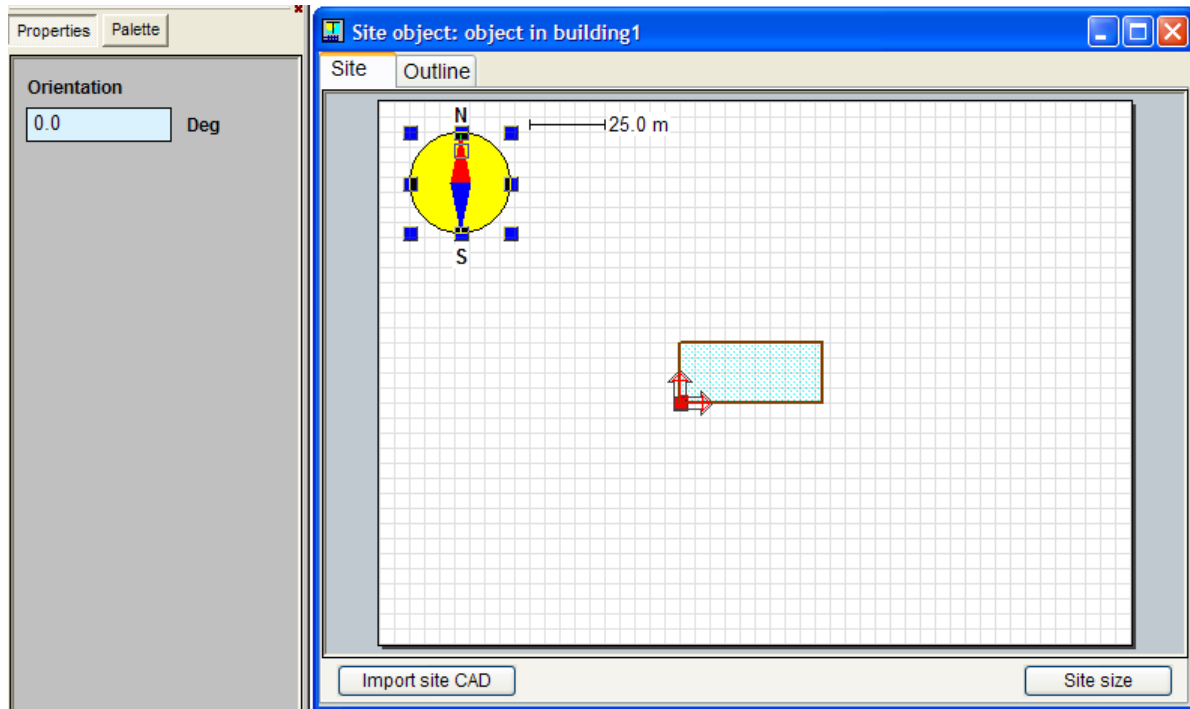 Properties
Palette
Orientation
0.0
Deg
Site object: object in building1
Site
Outline
N
25.0 m
S
Import site CAD
Site size